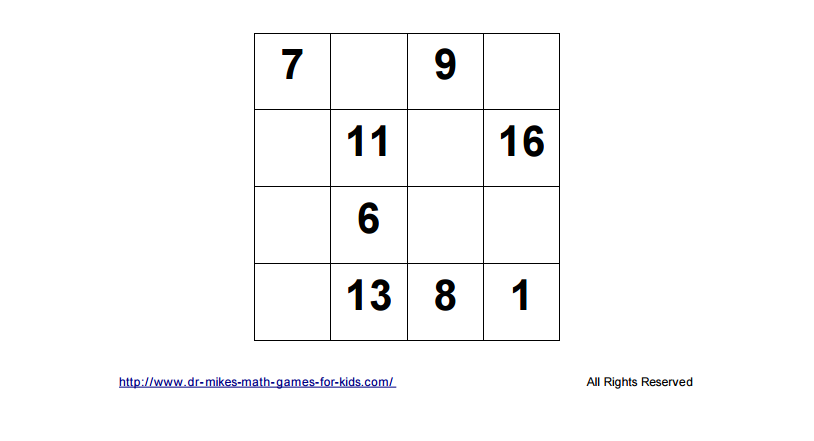 7 9
11 16
6
13 8 1
http://www.dr-mikes-math-games-for-kids.com/ All Rights Reserved